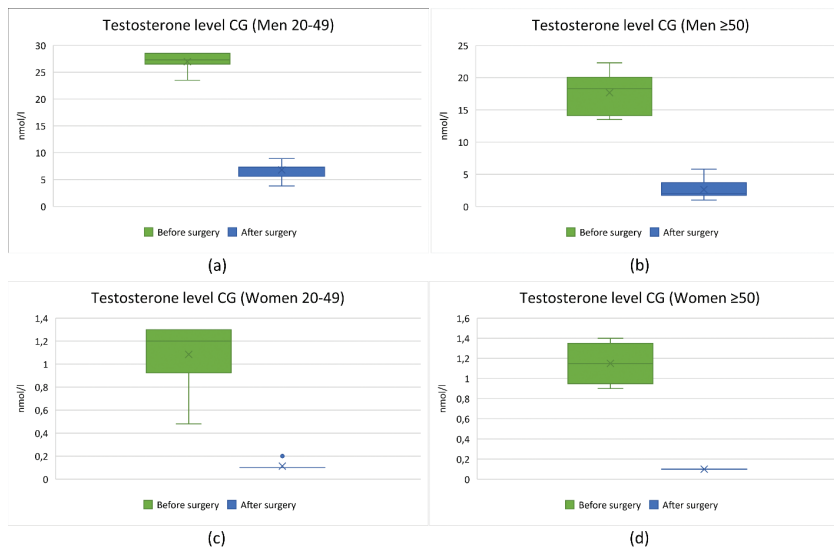 Testosterone level CG (Men 20-49)
30
25
20
15
10
5
0
nmol/l
Before surgery After surgery
(a)
Testosterone level CG (Men ≥50)
25
20
15
10
5
0
nmol/l
Before surgery After surgery
(b)
Testosterone level CG (Women 20-49)
1,4
1,2
1
0,8
0,6
0,4
0,2
0
nmol/l
Before surgery After surgery
(c)
Testosterone level CG (Women ≥50)
1,6
1,4
1,2
1
0,8
0,6
0,4
0,2
0
nmol/l
Before surgery After surgery
(d)